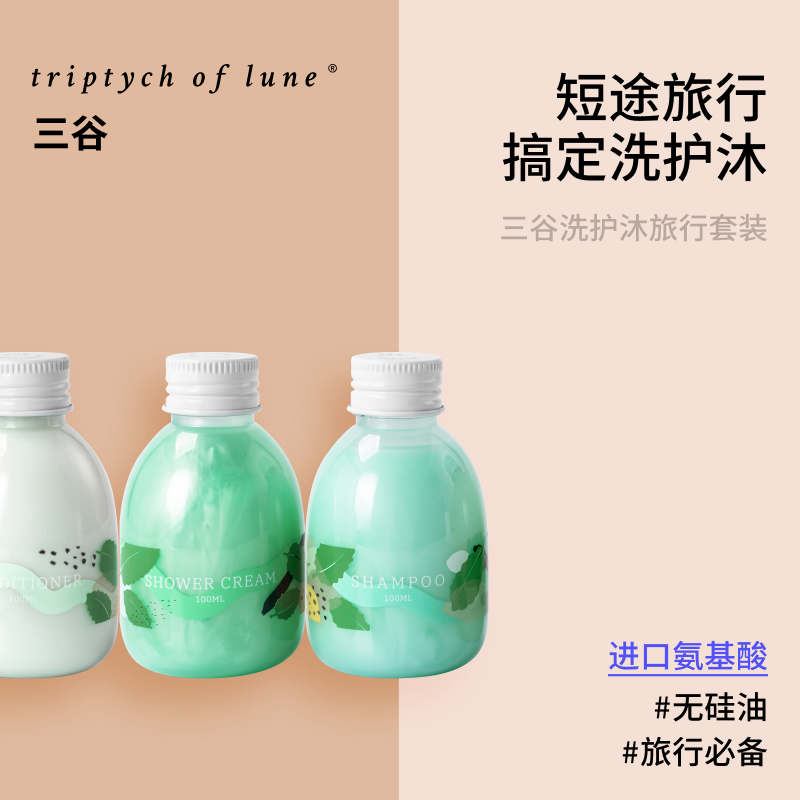 triptych of lune®
三谷
短途旅行
搞定洗护沐
三谷洗护沐旅行套装
DITIONER
100ML
SHOWER CREAM
100ML
SHAMPOO
100ML
进口氨基酸
#无硅油
#旅行必备